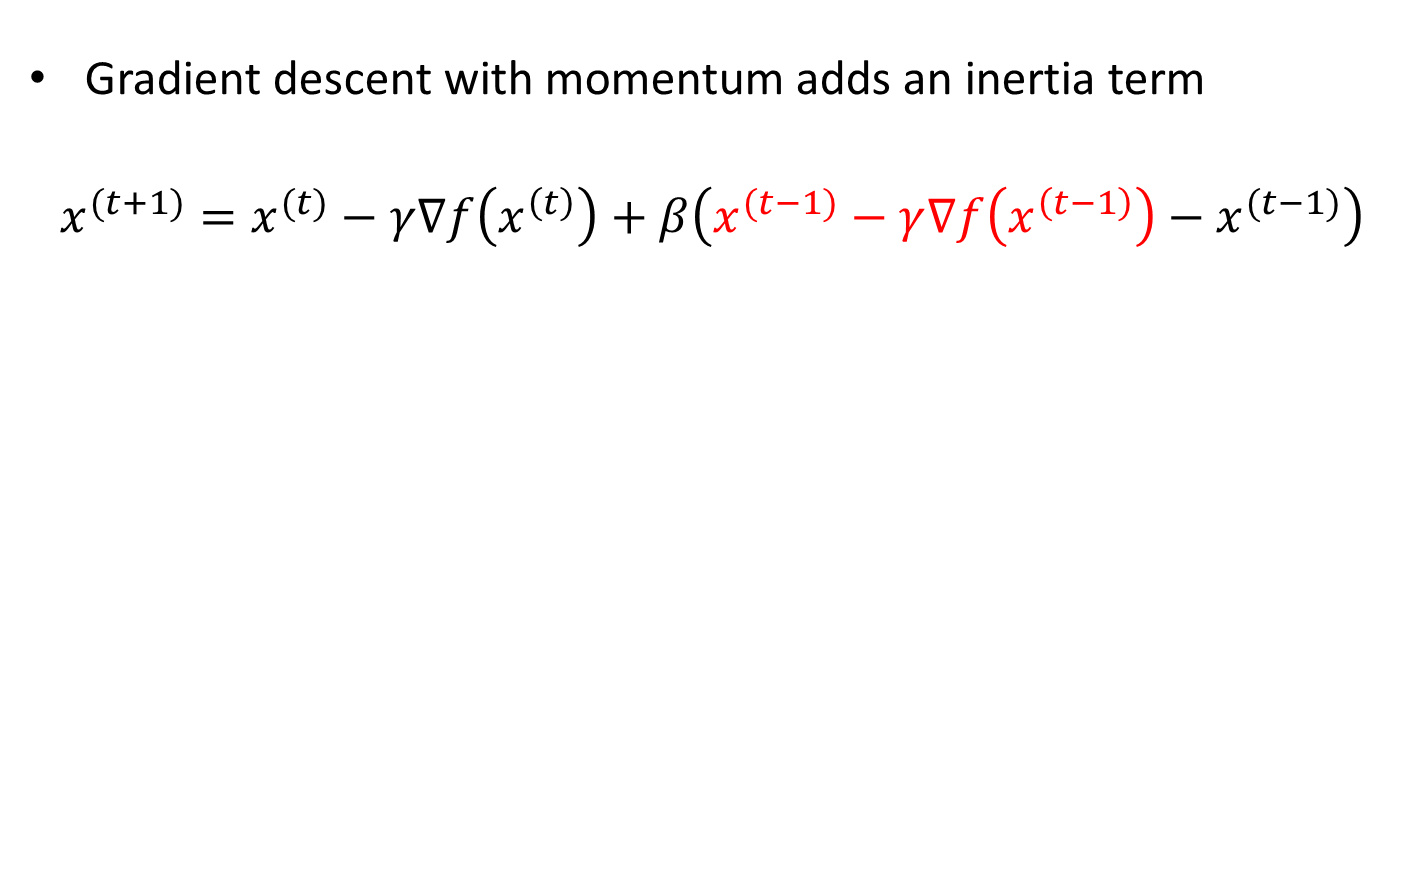 • Gradient descent with momentum adds an inertia term
𝑥^(𝑡+1) = 𝑥^(𝑡) − 𝛾∇𝑓(𝑥^(𝑡)) + 𝛽(𝑥^(𝑡−1) − 𝛾∇𝑓(𝑥^(𝑡−1)) − 𝑥^(𝑡−1))